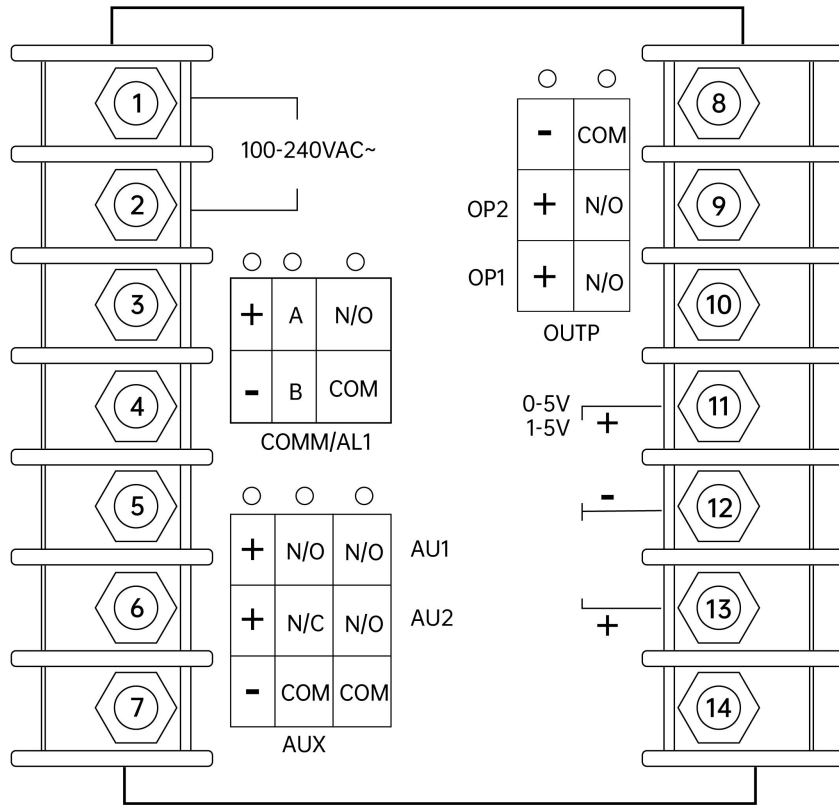 1
100-240VAC~
2
3
4
5
6
7
+ A N/O
- B COM
COMM/AL1
+ N/O N/O AU1
+ N/C N/O AU2
- COM COM
AUX
- COM
OP2 + N/O
OP1 + N/O
OUTP
0-5V
1-5V +
-
+
8
9
10
11
12
13
14